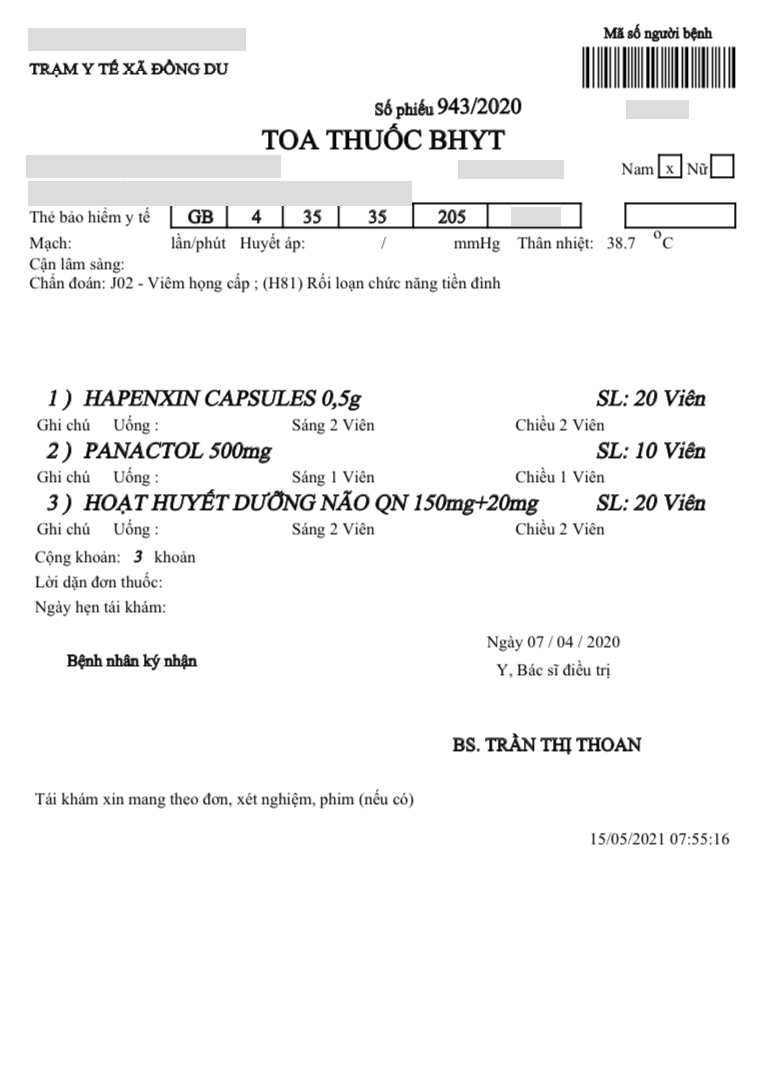 Mã số người bệnh
TRẠM Y TẾ XÃ ĐỒNG DU
Số phiếu 943/2020
TOA THUỐC BHYT
Nam x Nữ
Thẻ bảo hiểm y tế GB 4 35 35 205
Mạch: lần/phút Huyết áp: / mmHg Thân nhiệt: 38.7 °C
Cận lâm sàng:
Chẩn đoán: J02 - Viêm họng cấp ; (H81) Rối loạn chức năng tiền đình
1 ) HAPENXIN CAPSULES 0,5g SL: 20 Viên
Ghi chú Uống : Sáng 2 Viên Chiều 2 Viên
2 ) PANACTOL 500mg SL: 10 Viên
Ghi chú Uống : Sáng 1 Viên Chiều 1 Viên
3 ) HOẠT HUYẾT DƯỠNG NÃO QN 150mg+20mg SL: 20 Viên
Ghi chú Uống : Sáng 2 Viên Chiều 2 Viên
Cộng khoản: 3 khoản
Lời dặn đơn thuốc:
Ngày hẹn tái khám:
Ngày 07 / 04 / 2020
Bệnh nhân ký nhận
Y, Bác sĩ điều trị
BS. TRẦN THỊ THOAN
Tái khám xin mang theo đơn, xét nghiệm, phim (nếu có)
15/05/2021 07:55:16